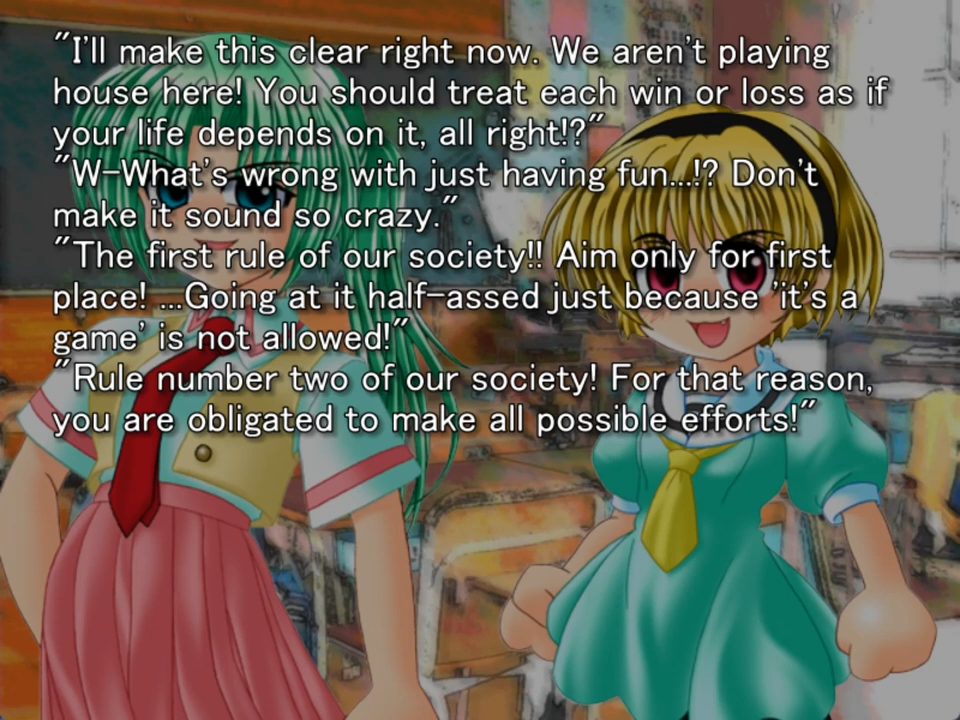 "I'll make this clear right now. We aren't playing
house here! You should treat each win or loss as if
your life depends on it, all right!?"
"W-What's wrong with just having fun...!? Don't
make it sound so crazy."
"The first rule of our society!! Aim only for first
place! ...Going at it half-assed just because 'it's a
game' is not allowed!"
"Rule number two of our society! For that reason,
you are obligated to make all possible efforts!"